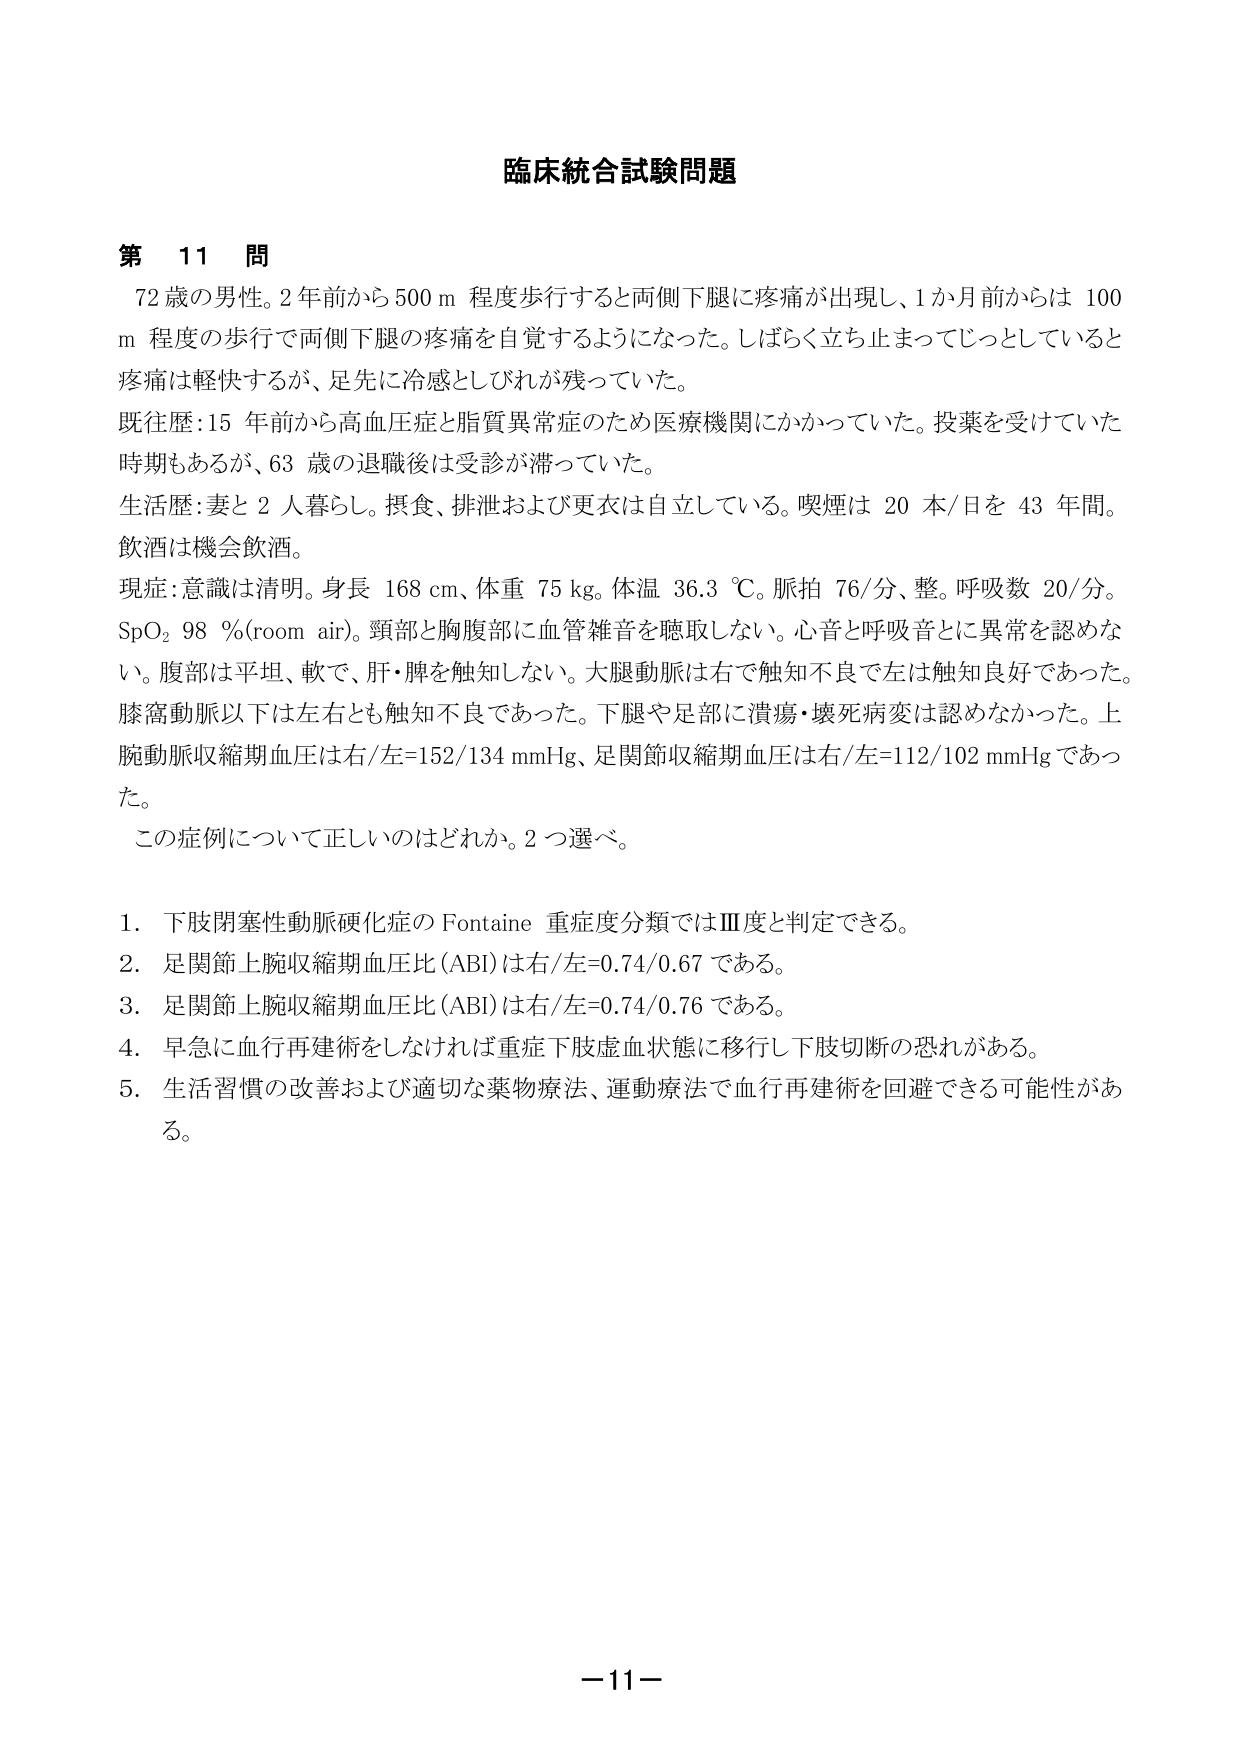 臨床統合試験問題
第 11 問
72 歳の男性。2 年前から 500 m 程度歩行すると両側下腿に疼痛が出現し、1 か月前からは 100
m 程度の歩行で両側下腿の疼痛を自覚するようになった。しばらく立ち止まってじっとしていると
疼痛は軽快するが、足先に冷感としびれが残っていた。
既往歴：15 年前から高血圧症と脂質異常症のため医療機関にかかっていた。投薬を受けていた
時期もあるが、63 歳の退職後は受診が滞っていた。
生活歴：妻と 2 人暮らし。摂食、排泄および更衣は自立している。喫煙は 20 本/日を 43 年間。
飲酒は機会飲酒。
現症：意識は清明。身長 168 cm、体重 75 kg。体温 36.3 ℃。脈拍 76/分、整。呼吸数 20/分。
SpO₂ 98 %(room air)。頸部と胸腹部に血管雑音を聴取しない。心音と呼吸音とに異常を認めな
い。腹部は平坦、軟で、肝・脾を触知しない。大腿動脈は右で触知不良で左は触知良好であった。
膝窩動脈以下は左右とも触知不良であった。下腿や足部に潰瘍・壊死病変は認めなかった。上
腕動脈収縮期血圧は右/左=152/134 mmHg、足関節収縮期血圧は右/左=112/102 mmHg であっ
た。
この症例について正しいのはどれか。2 つ選べ。
1. 下肢閉塞性動脈硬化症の Fontaine 重症度分類ではⅢ度と判定できる。
2. 足関節上腕収縮期血圧比(ABI)は右/左=0.74/0.67 である。
3. 足関節上腕収縮期血圧比(ABI)は右/左=0.74/0.76 である。
4. 早急に血行再建術をしなければ重症下肢虚血状態に移行し下肢切断の恐れがある。
5. 生活習慣の改善および適切な薬物療法、運動療法で血行再建術を回避できる可能性があ
る。
―11―